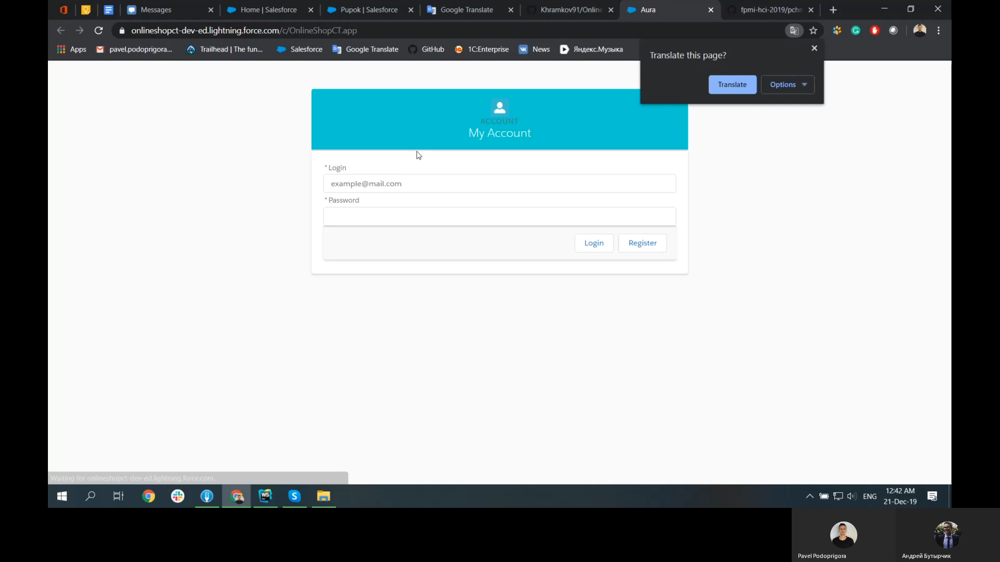 Messages
Home | Salesforce
Pupok | Salesforce
Google Translate
Khramkov91/Online
Aura
fpmi-hci-2019/pchm
onlineshopct-dev-ed.lightning.force.com/c/OnlineShopCT.app
Apps
pavel.podoprigora...
Trailhead | The fun...
Salesforce
Google Translate
GitHub
1C:Enterprise
News
Яндекс.Музыка
Translate this page?
Translate
Options
ACCOUNT
My Account
* Login
example@mail.com
* Password
Login
Register
Waiting for onlineshopct-dev-ed.lightning.force.com...
WS
ENG
12:42 AM
21-Dec-19
Pavel Podoprigora
Андрей Бутырчик